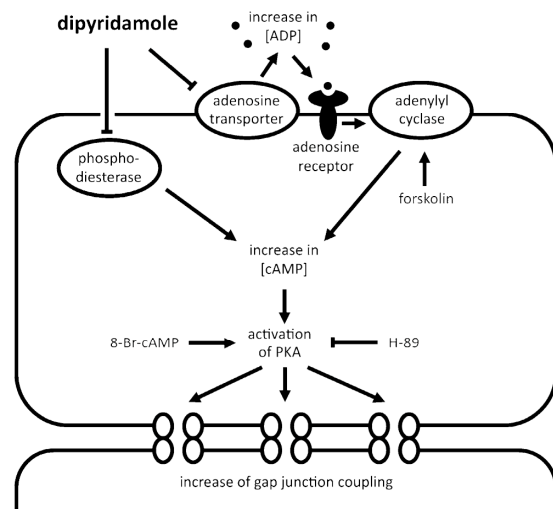 dipyridamole
increase in
[ADP]
adenosine
transporter
adenylyl
cyclase
adenosine
receptor
phospho-
diesterase
forskolin
increase in
[cAMP]
8-Br-cAMP
activation
of PKA
H-89
increase of gap junction coupling